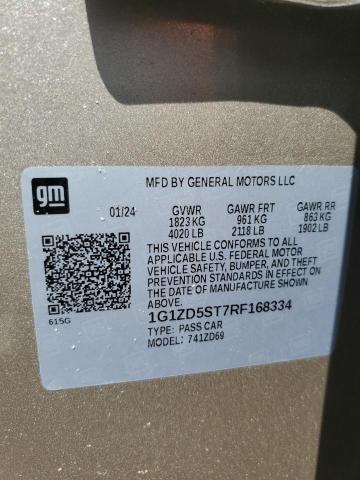 gm
MFD BY GENERAL MOTORS LLC
01/24 GVWR GAWR FRT GAWR RR
1823 KG 961 KG 863 KG
4020 LB 2118 LB 1902 LB
THIS VEHICLE CONFORMS TO ALL
APPLICABLE U.S. FEDERAL MOTOR
VEHICLE SAFETY, BUMPER, AND THEFT
PREVENTION STANDARDS IN EFFECT ON
THE DATE OF MANUFACTURE SHOWN
ABOVE.
615G
1G1ZD5ST7RF168334
TYPE: PASS CAR
MODEL: 741ZD69